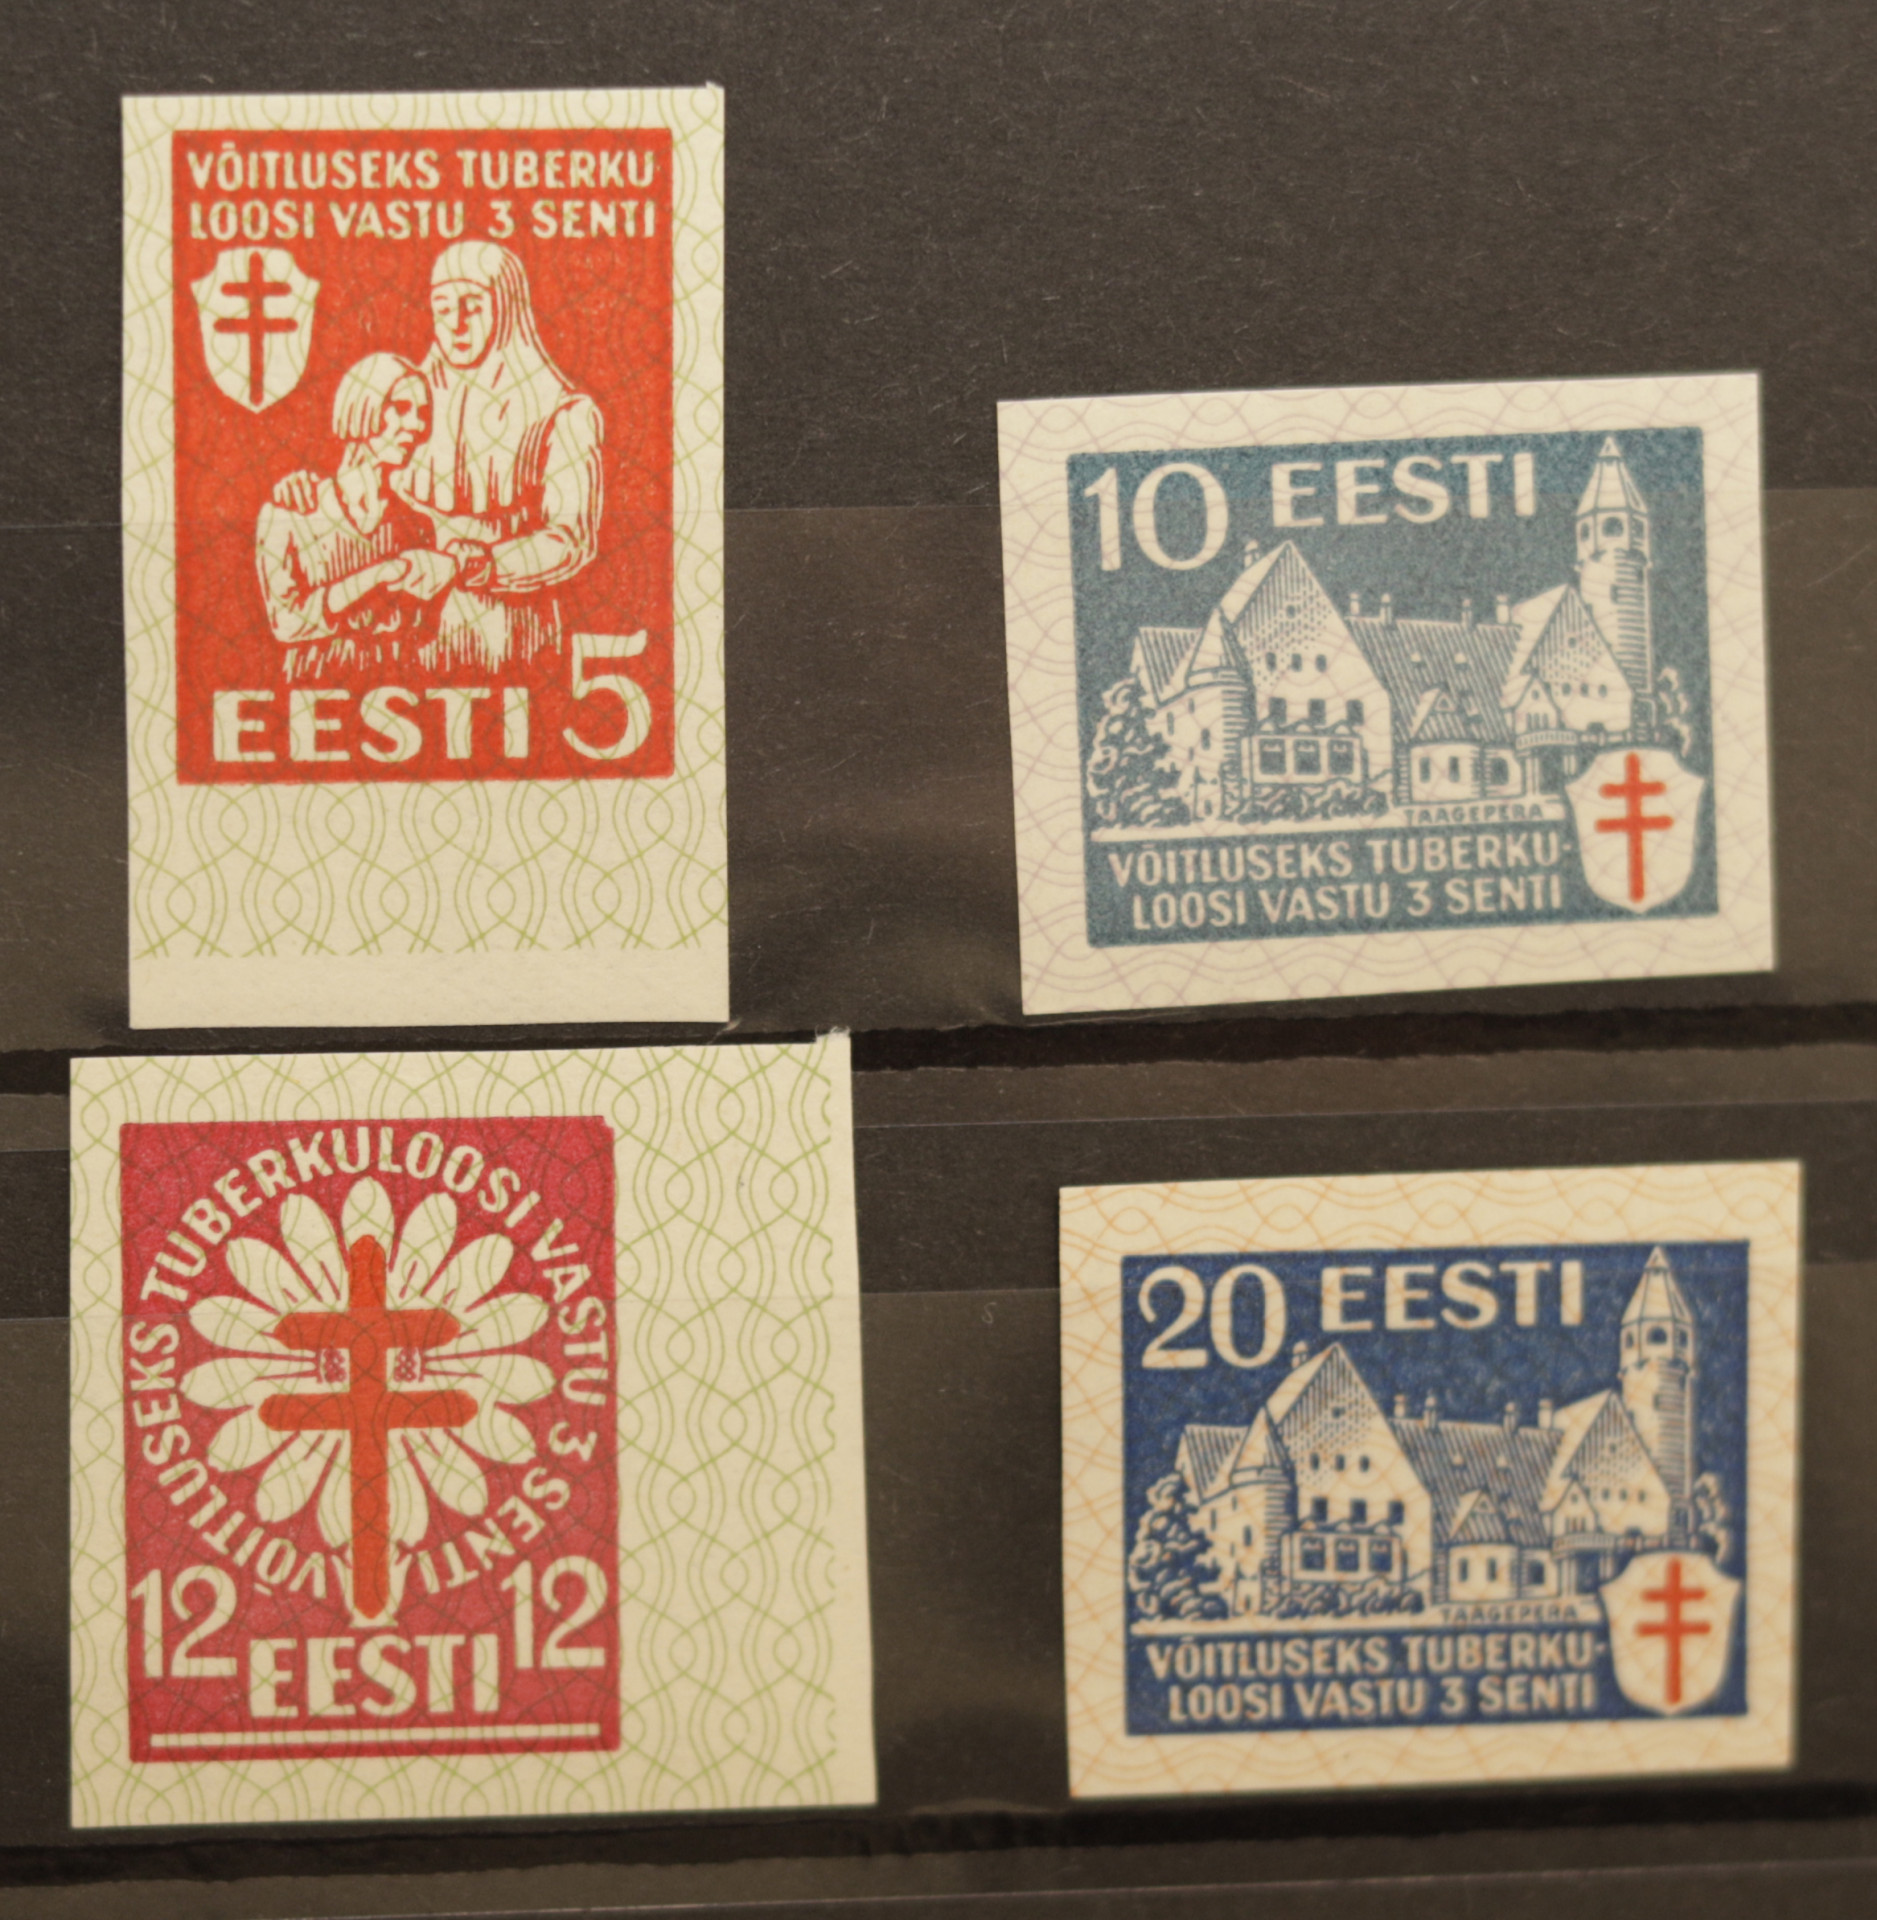 VÕITLUSEKS TUBERKU-
LOOSI VASTU 3 SENTI
EESTI 5
10 EESTI
TAAGEPERA
VÕITLUSEKS TUBERKU-
LOOSI VASTU 3 SENTI
VÕITLUSEKS TUBERKULOOSI VASTU 3 SENTI
12 12
EESTI
20 EESTI
TAAGEPERA
VÕITLUSEKS TUBERKU-
LOOSI VASTU 3 SENTI